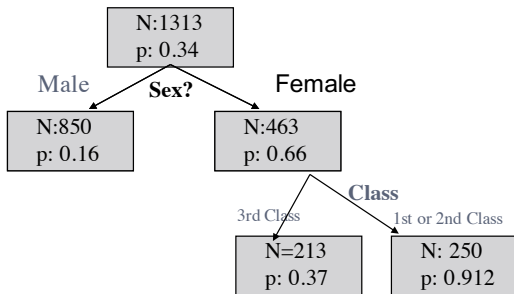 N:1313
p: 0.34
Male
Sex?
Female
N:850
p: 0.16
N:463
p: 0.66
Class
3rd Class
1st or 2nd Class
N=213
p: 0.37
N: 250
p: 0.912